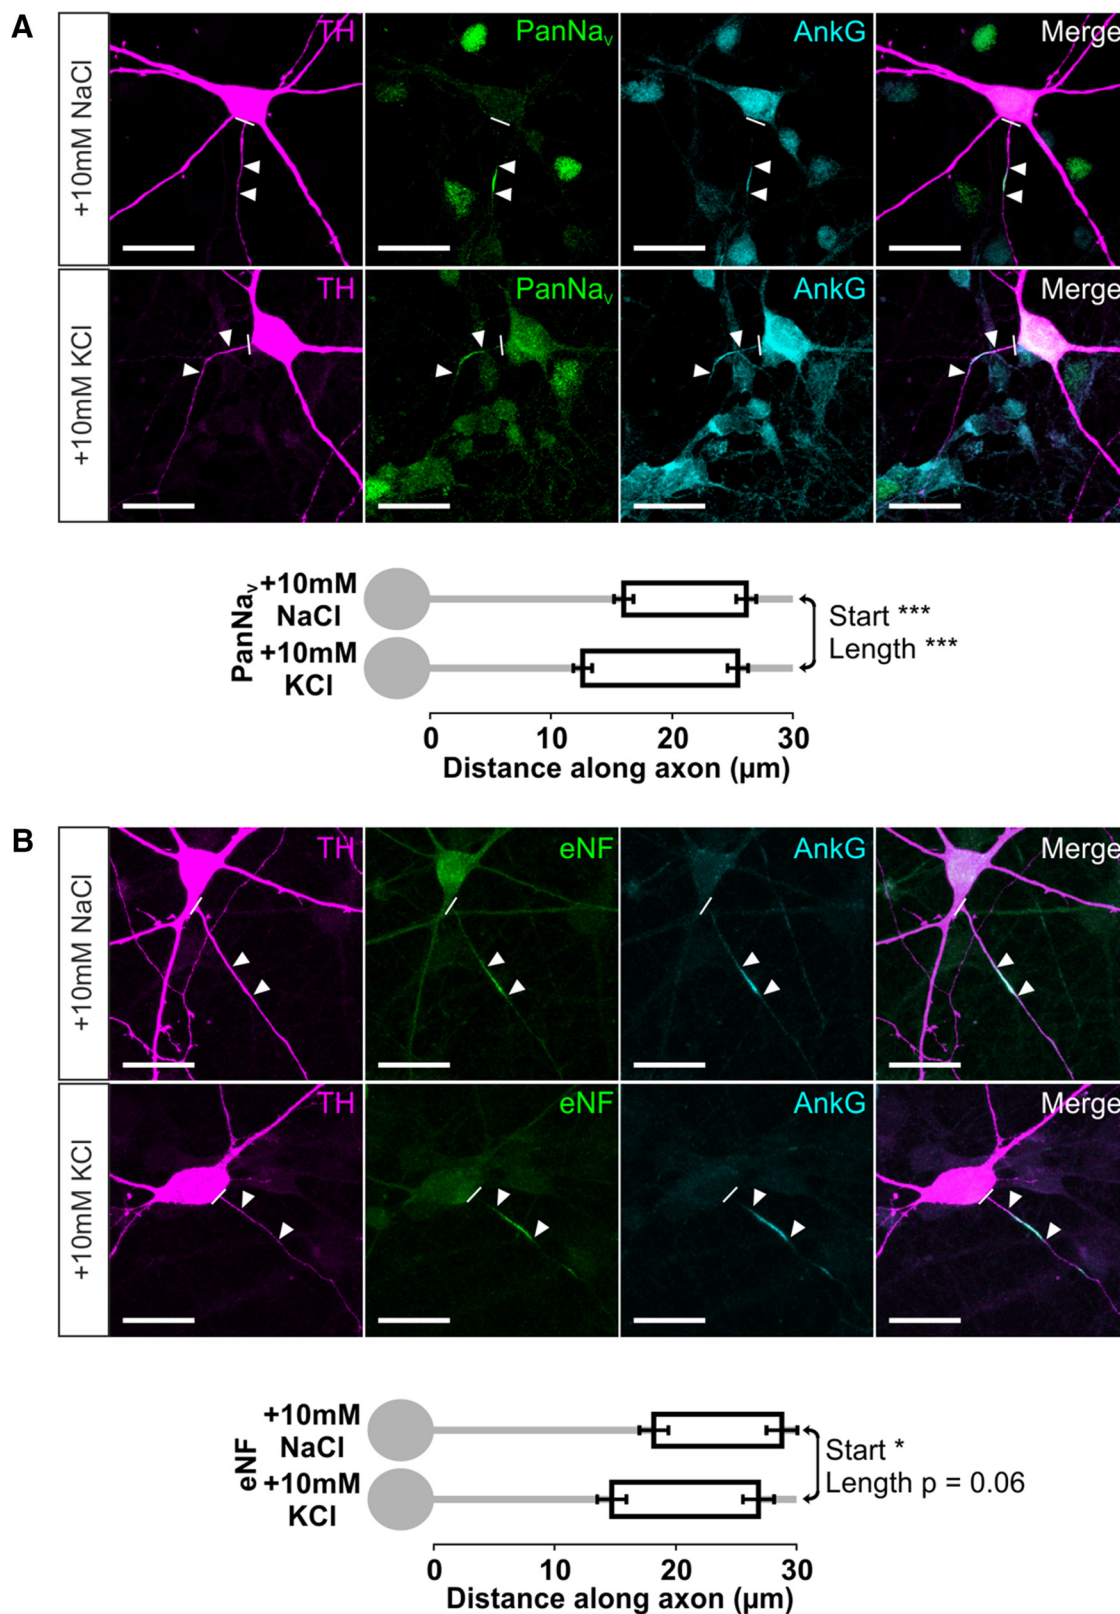 A
+10mM NaCl
TH
PanNaᵥ
AnkG
Merge
+10mM KCl
TH
PanNaᵥ
AnkG
Merge
PanNaᵥ
+10mM
NaCl
+10mM
KCl
Start ***
Length ***
0 10 20 30
Distance along axon (µm)
B
+10mM NaCl
TH
eNF
AnkG
Merge
+10mM KCl
TH
eNF
AnkG
Merge
eNF
+10mM
NaCl
+10mM
KCl
Start *
Length p = 0.06
0 10 20 30
Distance along axon (µm)